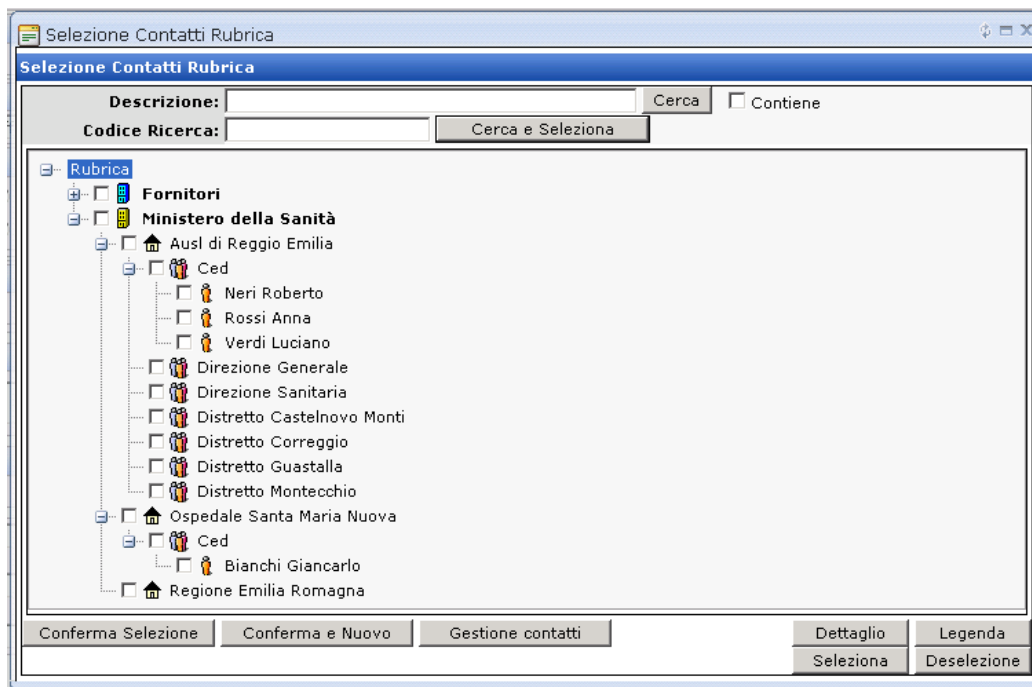 Selezione Contatti Rubrica
Selezione Contatti Rubrica
Descrizione: Cerca Contiene
Codice Ricerca: Cerca e Seleziona
Rubrica
Fornitori
Ministero della Sanità
Ausl di Reggio Emilia
Ced
Neri Roberto
Rossi Anna
Verdi Luciano
Direzione Generale
Direzione Sanitaria
Distretto Castelnovo Monti
Distretto Correggio
Distretto Guastalla
Distretto Montecchio
Ospedale Santa Maria Nuova
Ced
Bianchi Giancarlo
Regione Emilia Romagna
Conferma Selezione Conferma e Nuovo Gestione contatti Dettaglio Legenda
Seleziona Deselezione